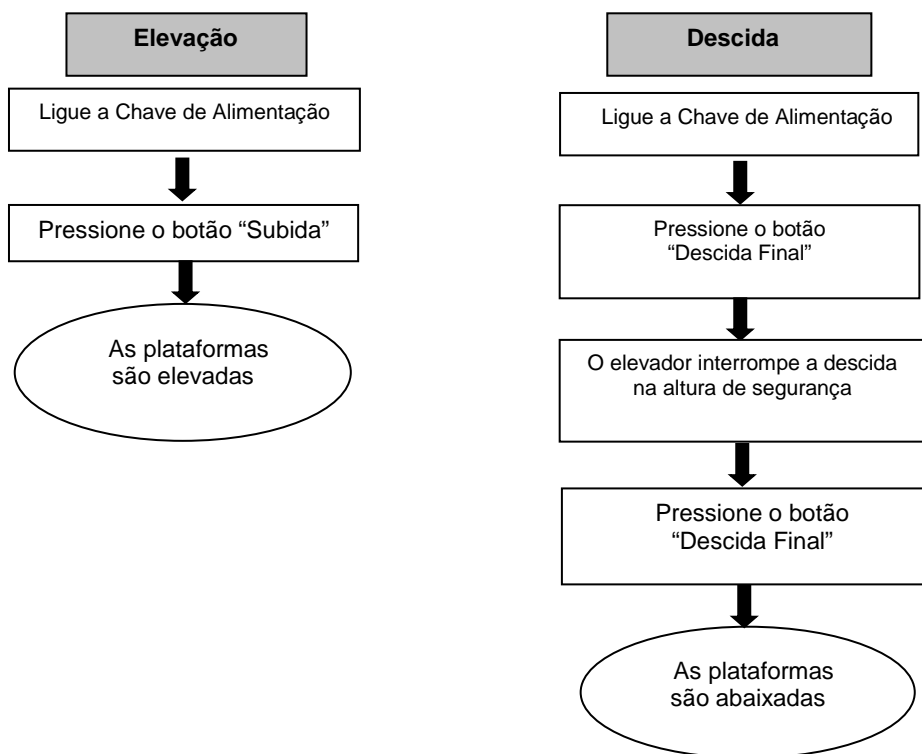 Elevação
Ligue a Chave de Alimentação
Pressione o botão “Subida”
As plataformas
são elevadas
Descida
Ligue a Chave de Alimentação
Pressione o botão
“Descida Final”
O elevador interrompe a descida
na altura de segurança
Pressione o botão
“Descida Final”
As plataformas
são abaixadas